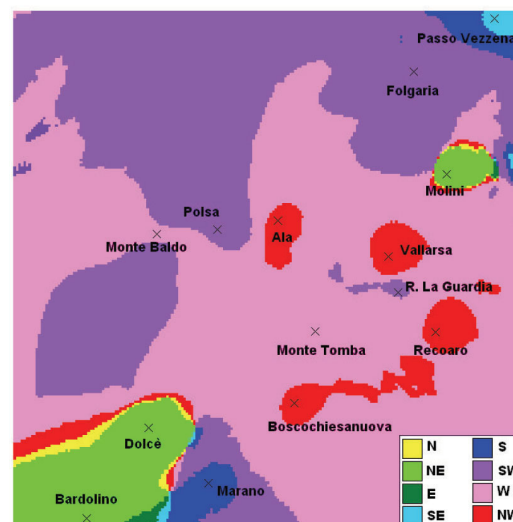 Passo Vezzena
Folgaria
Molini
Polsa
Ala
Monte Baldo
Vallarsa
R. La Guardia
Monte Tomba
Recoaro
Boscochiesanuova
Dolcè
Marano
Bardolino
N
S
NE
SW
E
W
SE
NW